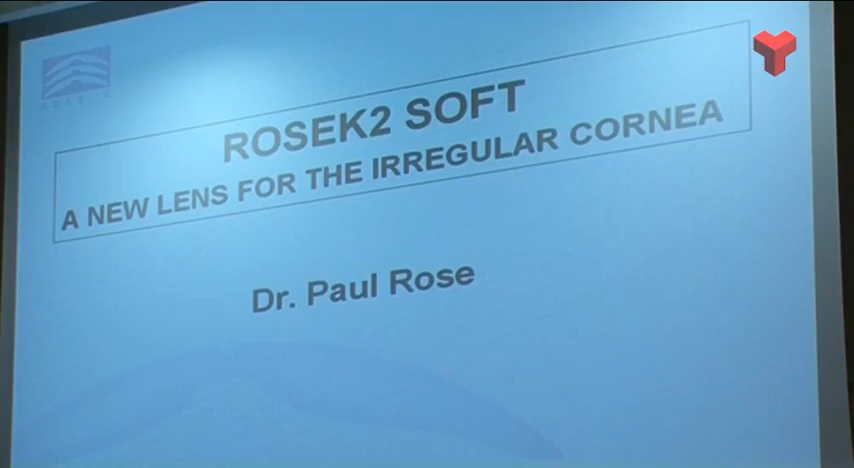 ROSEK2 SOFT
A NEW LENS FOR THE IRREGULAR CORNEA
Dr. Paul Rose